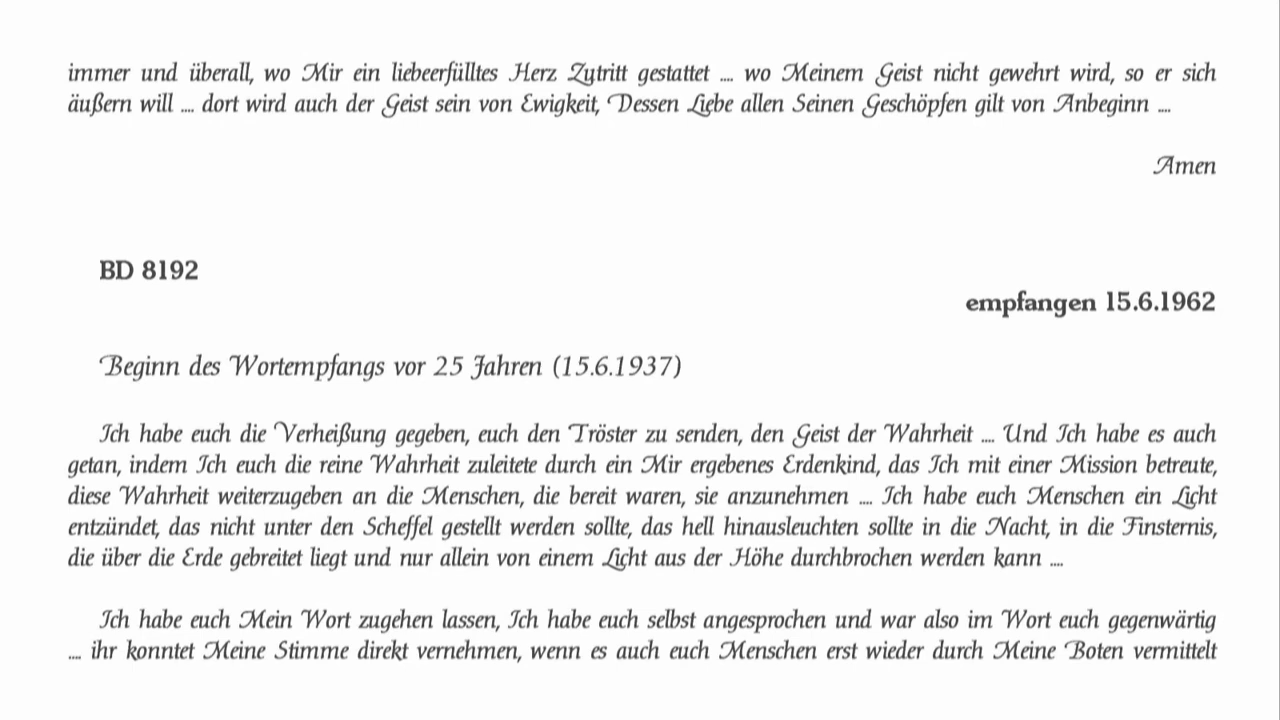 immer und überall, wo Mir ein liebeerfülltes Herz Zutritt gestattet .... wo Meinem Geist nicht gewehrt wird, so er sich
äußern will .... dort wird auch der Geist sein von Ewigkeit, Dessen Liebe allen Seinen Geschöpfen gilt von Anbeginn ....
Amen
BD 8192
empfangen 15.6.1962
Beginn des Wortempfangs vor 25 Jahren (15.6.1937)
Ich habe euch die Verheißung gegeben, euch den Tröster zu senden, den Geist der Wahrheit .... Und Ich habe es auch
getan, indem Ich euch die reine Wahrheit zuleitete durch ein Mir ergebenes Erdenkind, das Ich mit einer Mission betreute,
diese Wahrheit weiterzugeben an die Menschen, die bereit waren, sie anzunehmen .... Ich habe euch Menschen ein Licht
entzündet, das nicht unter den Scheffel gestellt werden sollte, das hell hinausleuchten sollte in die Nacht, in die Finsternis,
die über die Erde gebreitet liegt und nur allein von einem Licht aus der Höhe durchbrochen werden kann ....
Ich habe euch Mein Wort zugehen lassen, Ich habe euch selbst angesprochen und war also im Wort euch gegenwärtig
.... ihr konntet Meine Stimme direkt vernehmen, wenn es auch euch Menschen erst wieder durch Meine Boten vermittelt